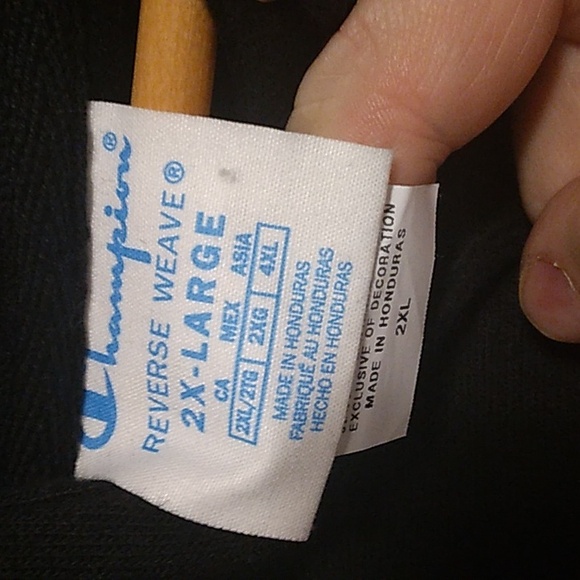 Champion®
REVERSE WEAVE®
2X-LARGE
CA MEX ASIA
2XL/2TG 2XG 4XL
MADE IN HONDURAS
FABRIQUÉ AU HONDURAS
HECHO EN HONDURAS
EXCLUSIVE OF DECORATION
MADE IN HONDURAS
2XL